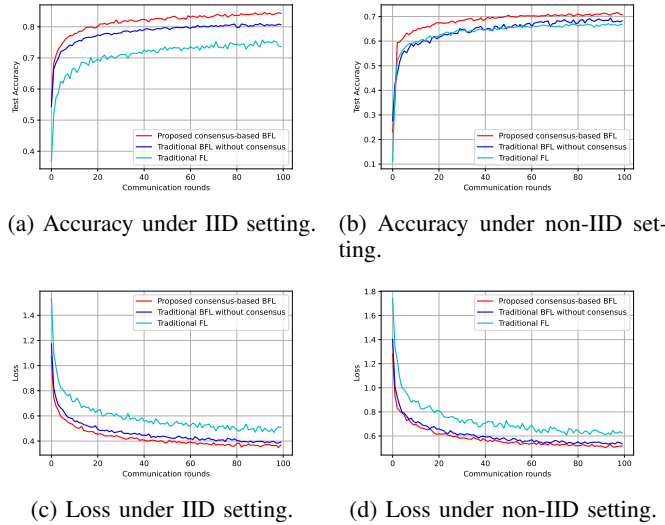 0.8
0.7
0.6
0.5
0.4
Test Accuracy
0 20 40 60 80 100
Communication rounds
Proposed consensus-based BFL
Traditional BFL without consensus
Traditional FL
0.7
0.6
0.5
0.4
0.3
0.2
0.1
Test Accuracy
0 20 40 60 80 100
Communication rounds
Proposed consensus-based BFL
Traditional BFL without consensus
Traditional FL
(a) Accuracy under IID setting.
(b) Accuracy under non-IID set-
ting.
1.4
1.2
1.0
0.8
0.6
0.4
Loss
0 20 40 60 80 100
Communication rounds
Proposed consensus-based BFL
Traditional BFL without consensus
Traditional FL
1.8
1.6
1.4
1.2
1.0
0.8
0.6
Loss
0 20 40 60 80 100
Communication rounds
Proposed consensus-based BFL
Traditional BFL without consensus
Traditional FL
(c) Loss under IID setting.
(d) Loss under non-IID setting.